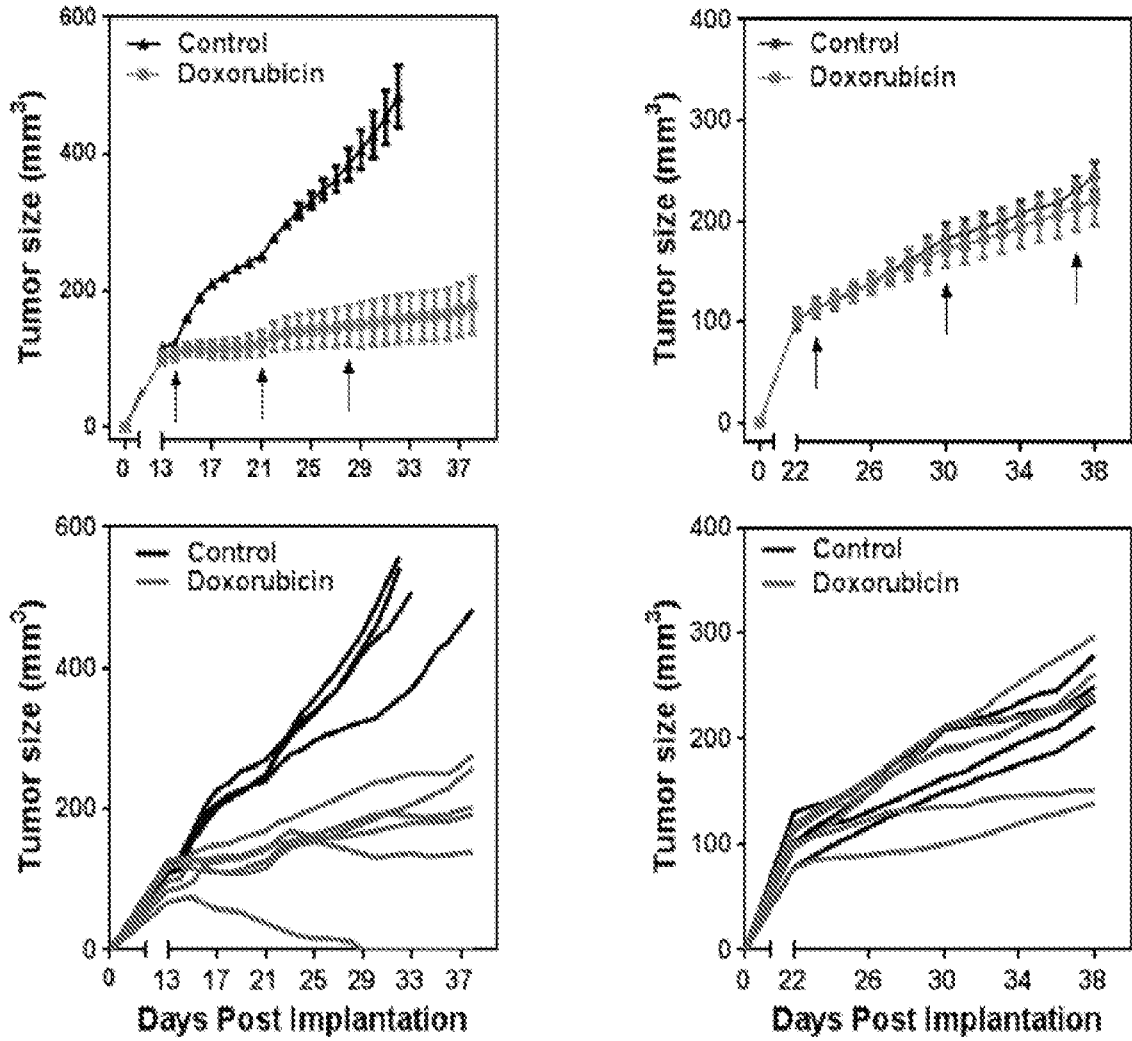 600
400
200
0
Tumor size (mm³)
Control
Doxorubicin
0 13 17 21 25 29 33 37
400
300
200
100
0
Tumor size (mm³)
Control
Doxorubicin
0 22 26 30 34 38
600
400
200
0
Tumor size (mm³)
Control
Doxorubicin
0 13 17 21 25 29 33 37
Days Post Implantation
400
300
200
100
0
Tumor size (mm³)
Control
Doxorubicin
0 22 26 30 34 38
Days Post Implantation